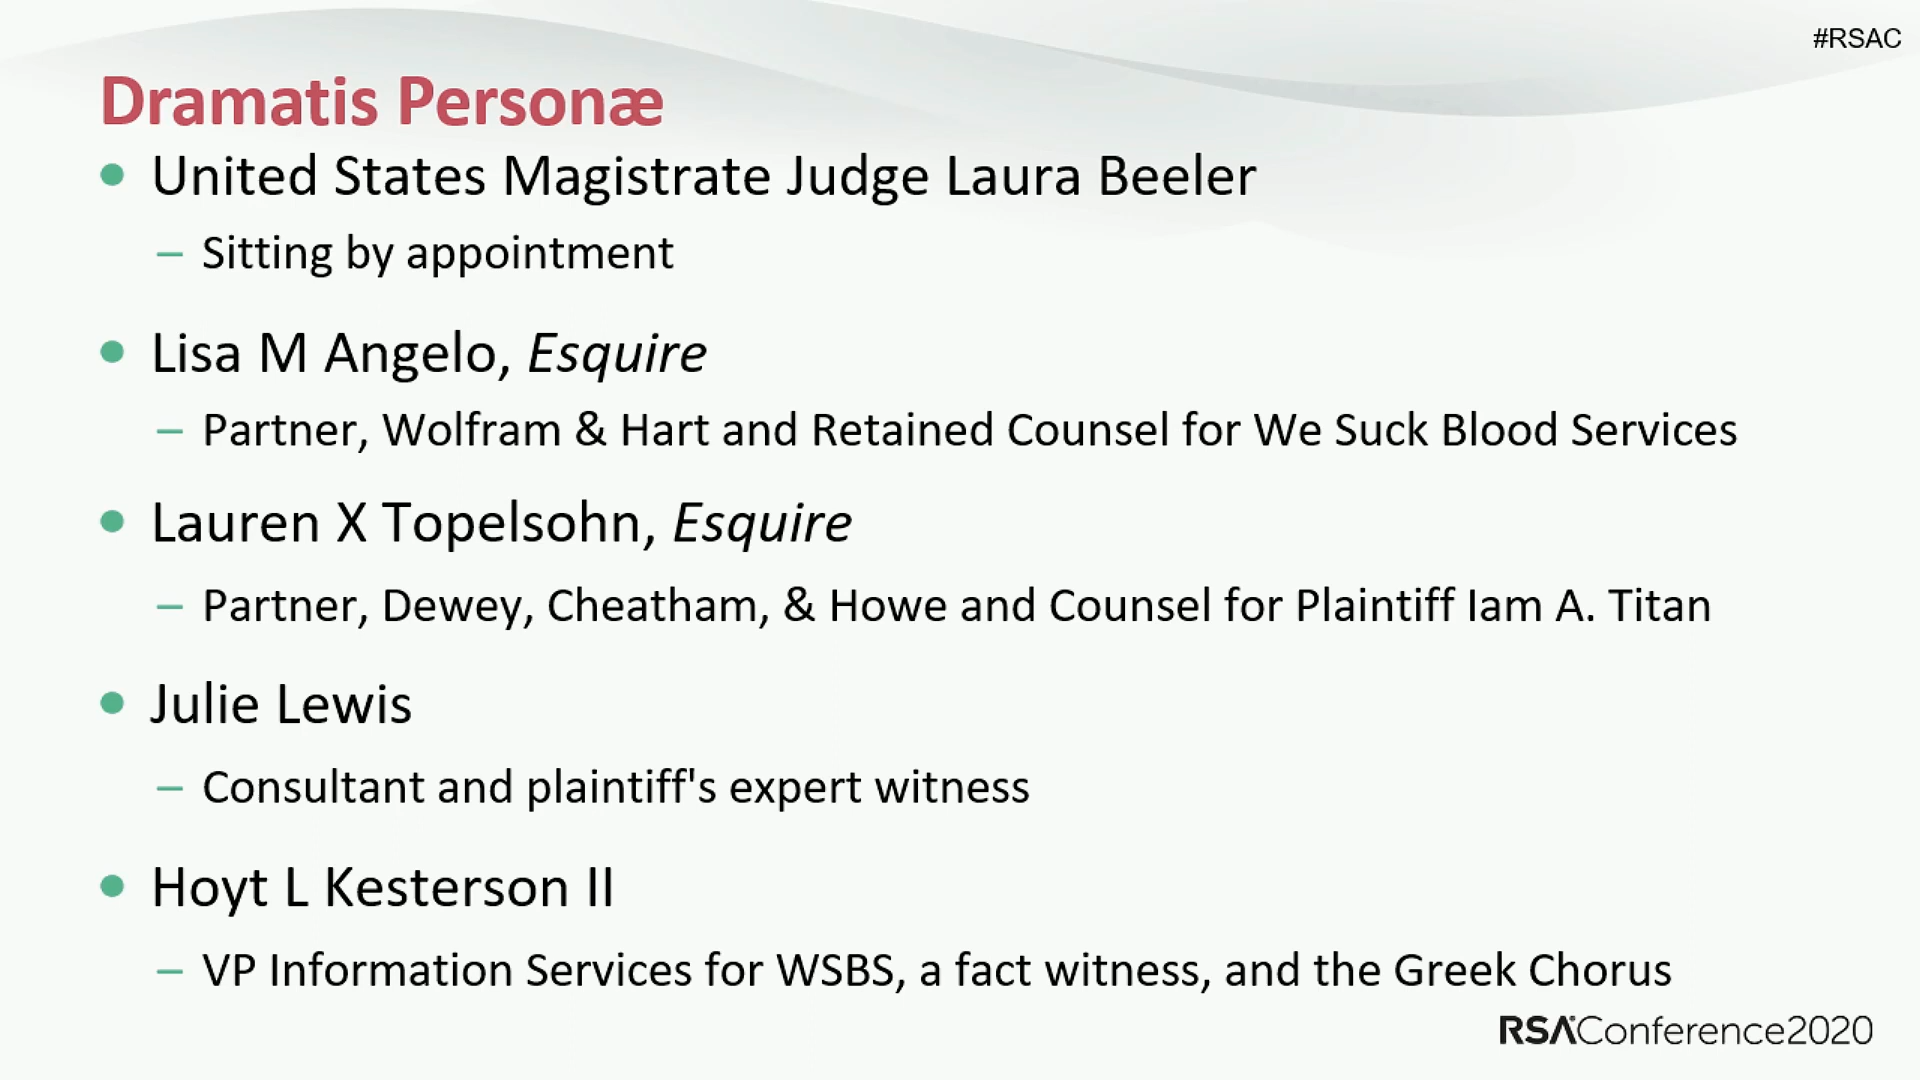 #RSAC
Dramatis Personæ
• United States Magistrate Judge Laura Beeler
– Sitting by appointment
• Lisa M Angelo, Esquire
– Partner, Wolfram & Hart and Retained Counsel for We Suck Blood Services
• Lauren X Topelsohn, Esquire
– Partner, Dewey, Cheatham, & Howe and Counsel for Plaintiff Iam A. Titan
• Julie Lewis
– Consultant and plaintiff's expert witness
• Hoyt L Kesterson II
– VP Information Services for WSBS, a fact witness, and the Greek Chorus
RSAConference2020